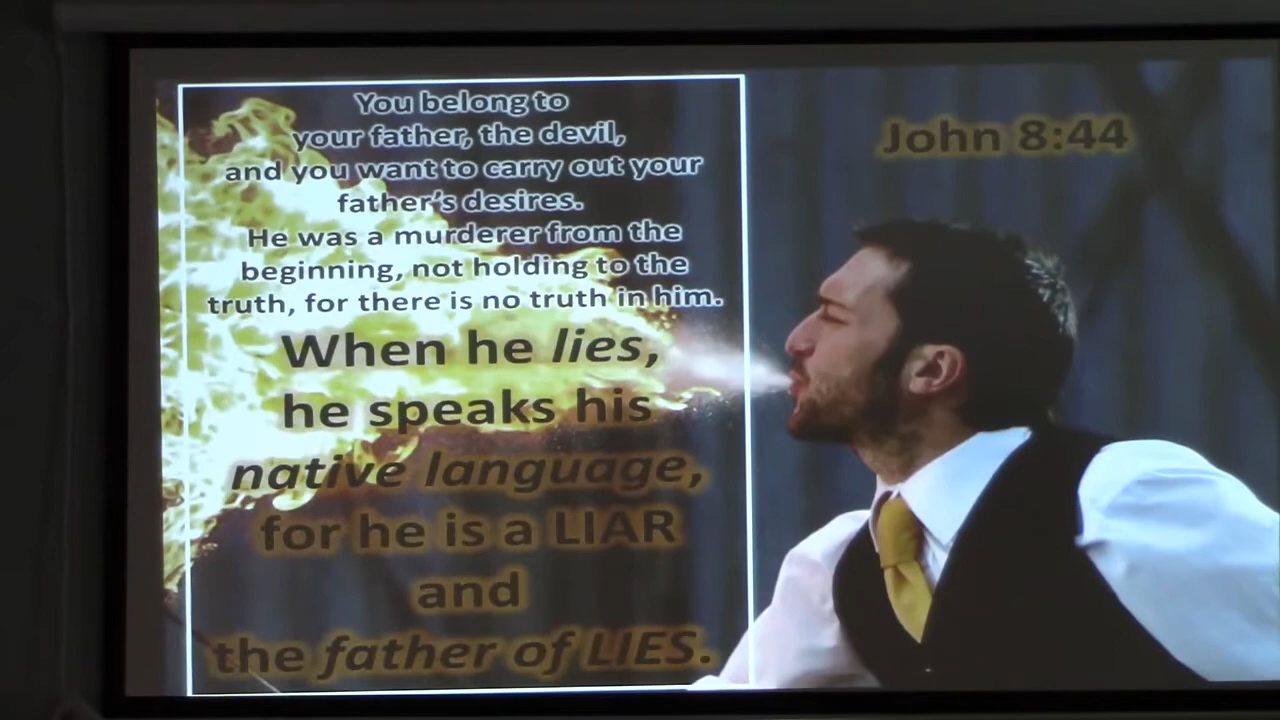 You belong to
your father, the devil,
and you want to carry out your
father's desires.
He was a murderer from the
beginning, not holding to the
truth, for there is no truth in him.
When he lies,
he speaks his
native language,
for he is a LIAR
and
the father of LIES.
John 8:44